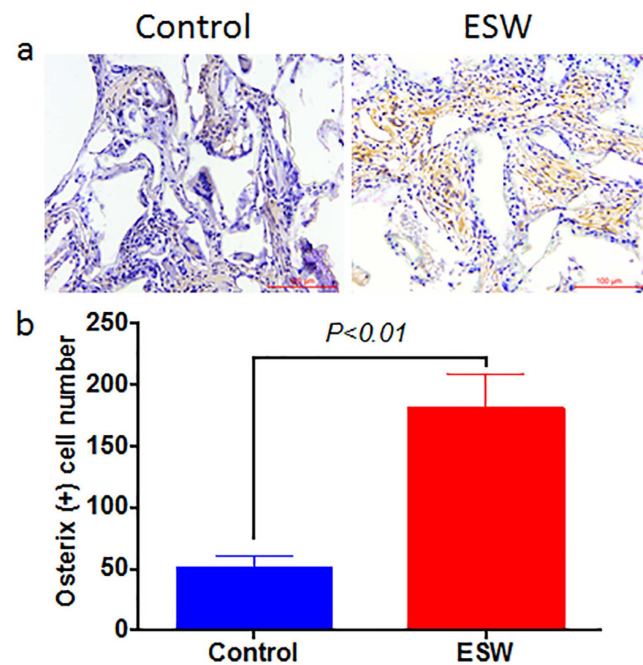 Control ESW
a
100 μm
b
250
200
150
100
50
0
Osterix (+) cell number
P<0.01
Control ESW